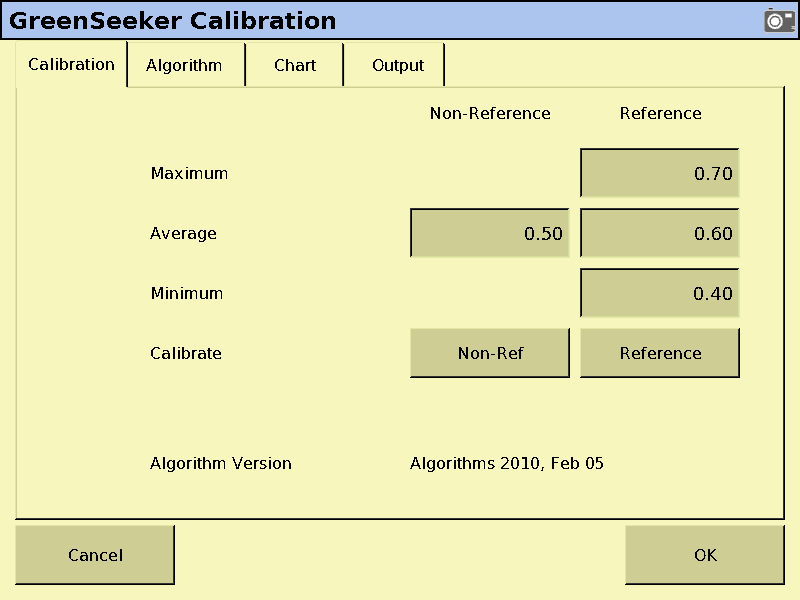 GreenSeeker Calibration
Calibration Algorithm Chart Output
Non-Reference Reference
Maximum 0.70
Average 0.50 0.60
Minimum 0.40
Calibrate Non-Ref Reference
Algorithm Version Algorithms 2010, Feb 05
Cancel OK